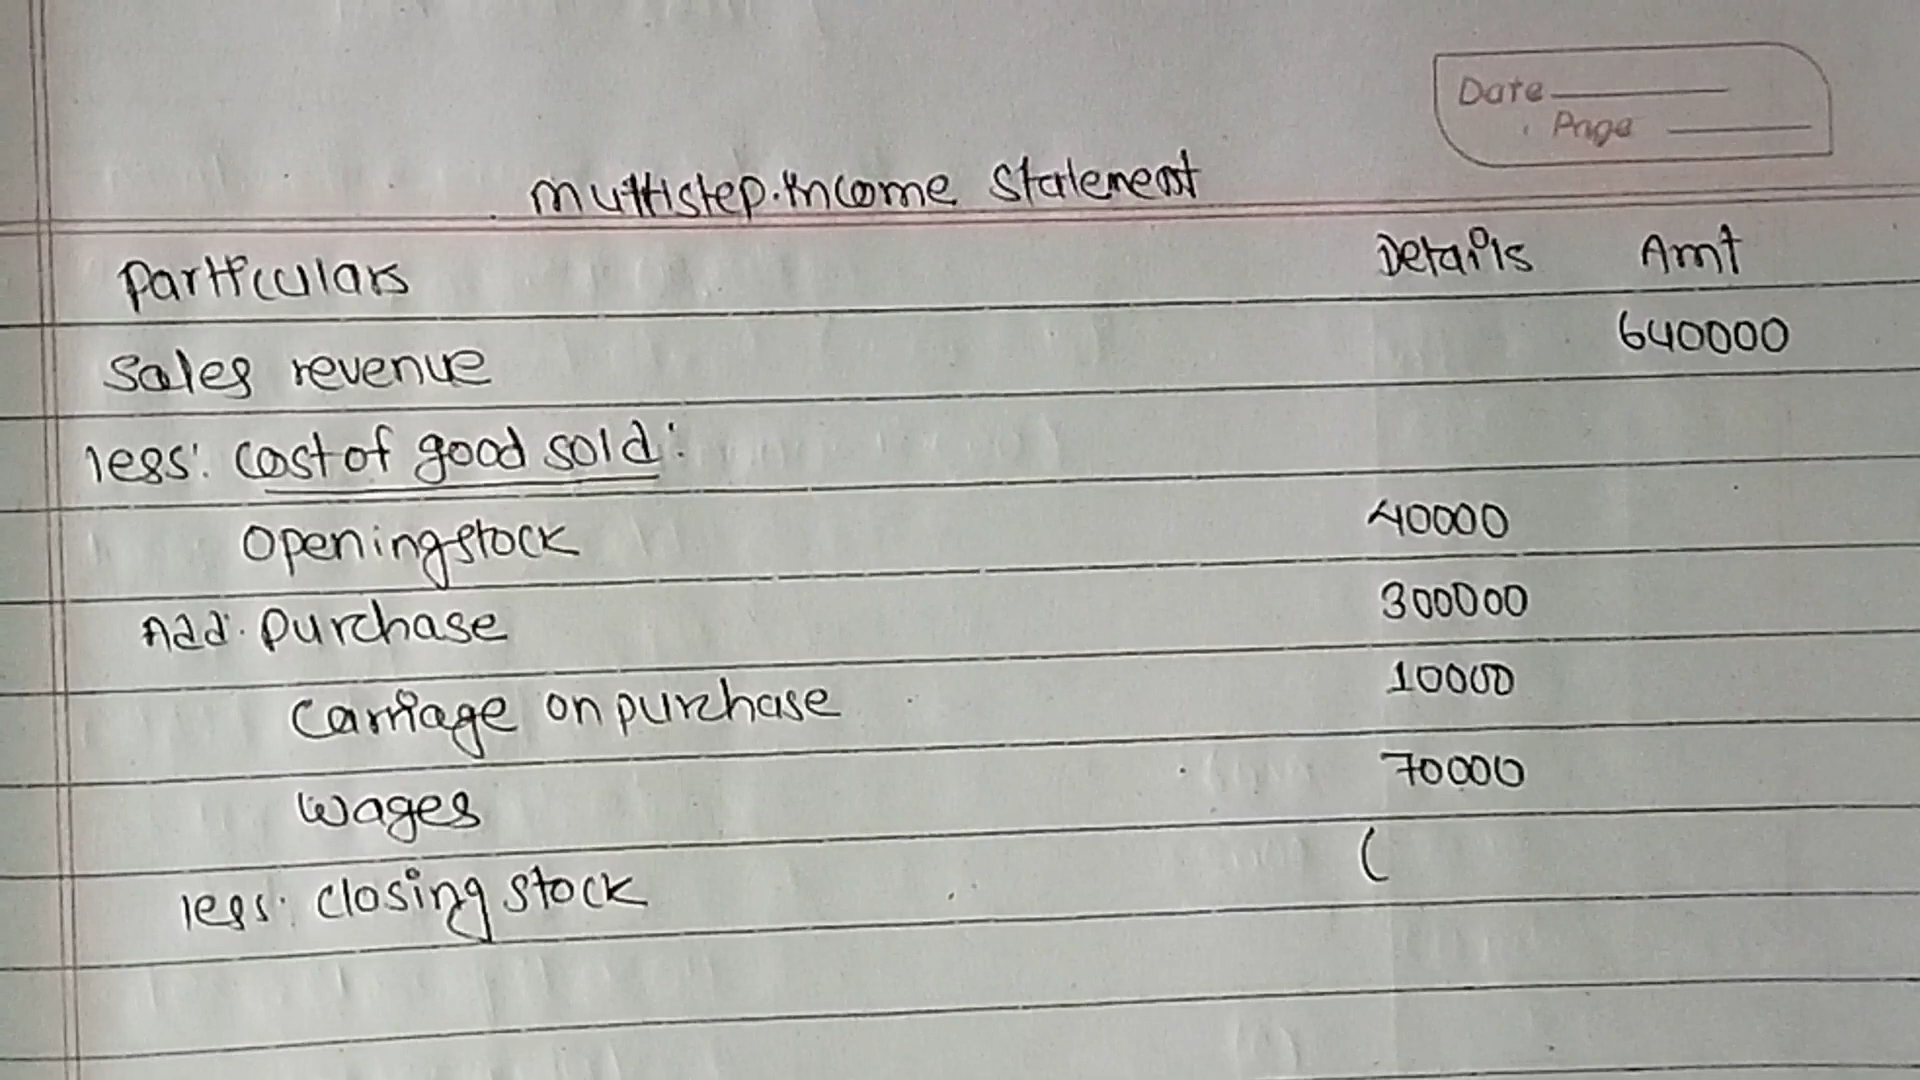 Date
Page
Multistep Income Statement
Particulars Details Amt
Sales revenue 640000
less: cost of good sold:
Opening stock 40000
Add: purchase 300000
Carriage on purchase 10000
Wages 70000
less: closing stock (